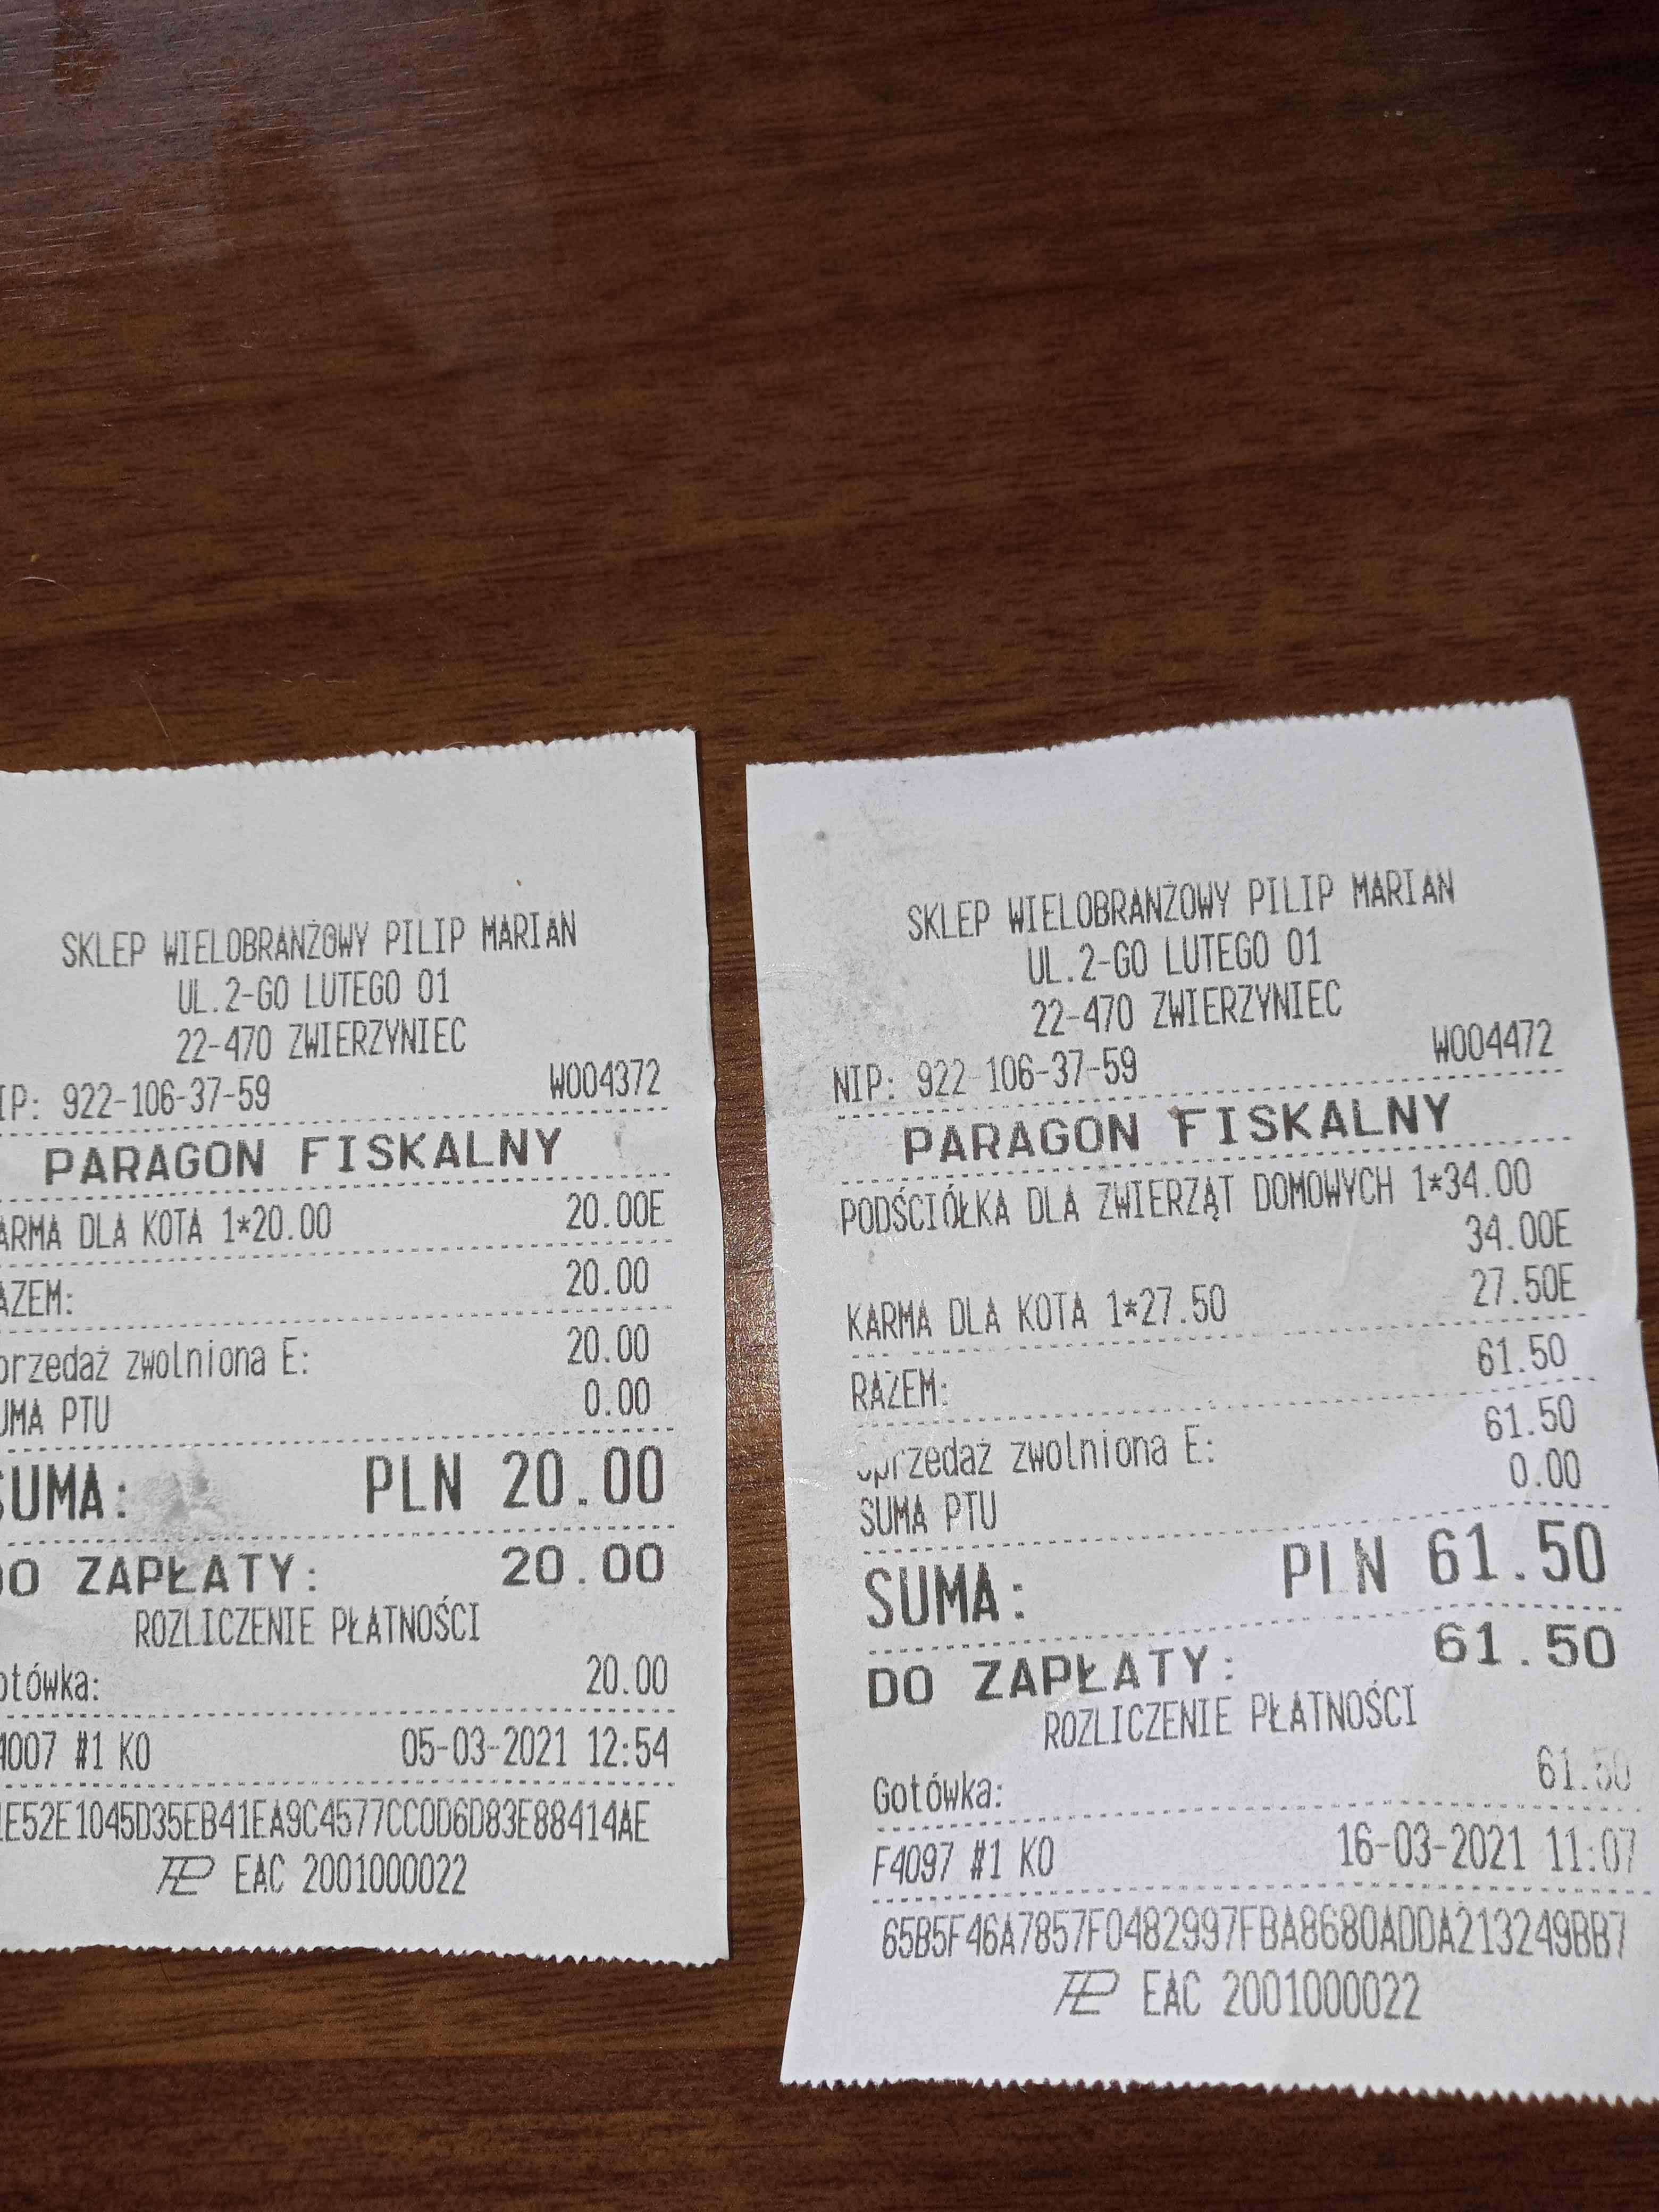 SKLEP WIELOBRANŻOWY PILIP MARIAN
UL.2-GO LUTEGO 01
22-470 ZWIERZYNIEC
IP: 922-106-37-59 W004372
PARAGON FISKALNY
ARMA DLA KOTA 1*20.00 20.00E
AZEM: 20.00
przedaż zwolniona E: 20.00
UMA PTU 0.00
SUMA: PLN 20.00
DO ZAPŁATY: 20.00
ROZLICZENIE PŁATNOŚCI
otówka: 20.00
4007 #1 KO 05-03-2021 12:54
E52E1045D35EB41EA9C4577CC0D6D83E88414AE
EAC 2001000022
SKLEP WIELOBRANŻOWY PILIP MARIAN
UL.2-GO LUTEGO 01
22-470 ZWIERZYNIEC
NIP: 922-106-37-59 W004472
PARAGON FISKALNY
PODŚCIÓŁKA DLA ZWIERZĄT DOMOWYCH 1*34.00
34.00E
KARMA DLA KOTA 1*27.50 27.50E
RAZEM: 61.50
Sprzedaż zwolniona E: 61.50
SUMA PTU 0.00
SUMA: PLN 61.50
DO ZAPŁATY: 61.50
ROZLICZENIE PŁATNOŚCI
Gotówka: 61.50
F4097 #1 KO 16-03-2021 11:07
65B5F46A7857F0482997FBA8680ADDA213249BB7
EAC 2001000022